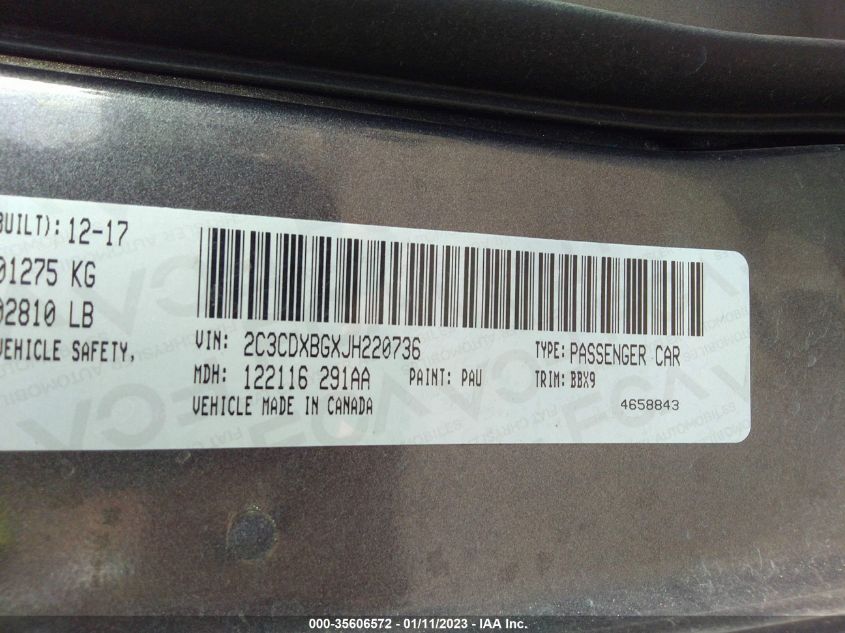 BUILT): 12-17
01275 KG
02810 LB
VEHICLE SAFETY,
VIN: 2C3CDXBGXJH220736 TYPE: PASSENGER CAR
MDH: 122116 291AA PAINT: PAU TRIM: BBX9
VEHICLE MADE IN CANADA 4658843
000-35606572 - 01/11/2023 - IAA Inc.